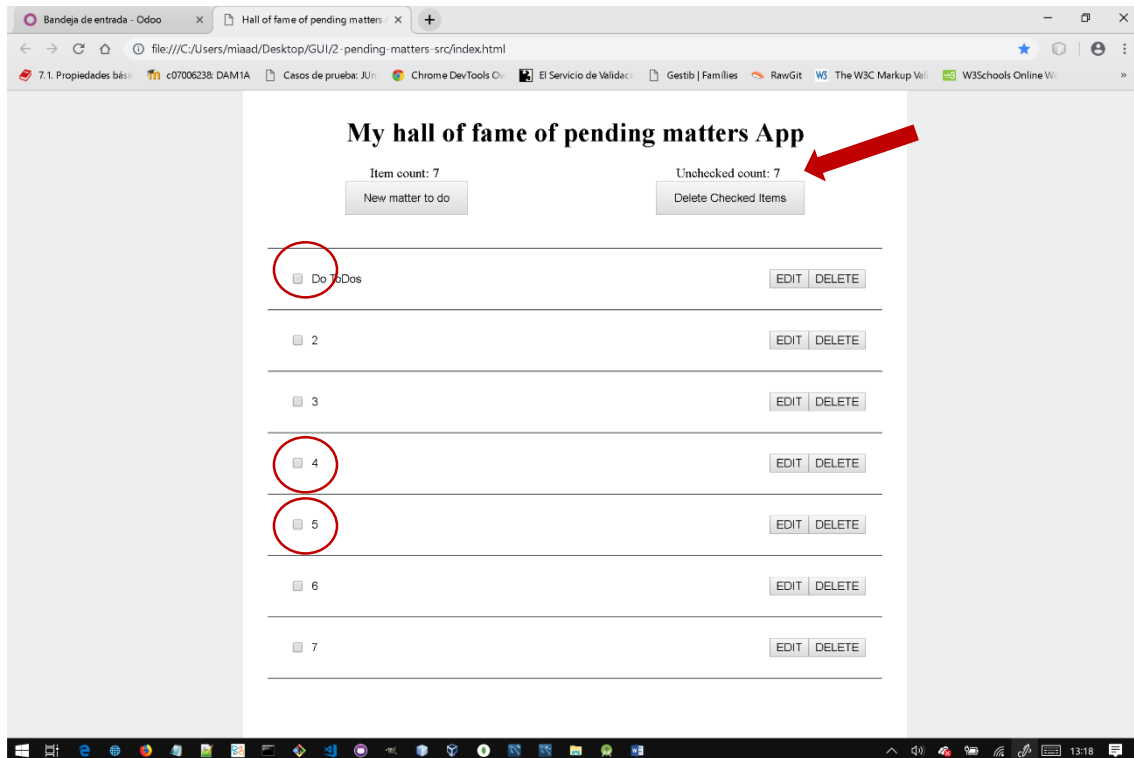 Bandeja de entrada - Odoo
Hall of fame of pending matters
file:///C:/Users/miaad/Desktop/GUI/2-pending-matters-src/index.html
7.1. Propiedades bási
c07006238: DAM1A
Casos de prueba: JUn
Chrome DevTools Ov
El Servicio de Validaci
Gestib | Famílies
RawGit
The W3C Markup Vali
W3Schools Online W
»
My hall of fame of pending matters App
Item count: 7
Unchecked count: 7
New matter to do
Delete Checked Items
Do ToDos
EDIT DELETE
2
EDIT DELETE
3
EDIT DELETE
4
EDIT DELETE
5
EDIT DELETE
6
EDIT DELETE
7
EDIT DELETE
13:18